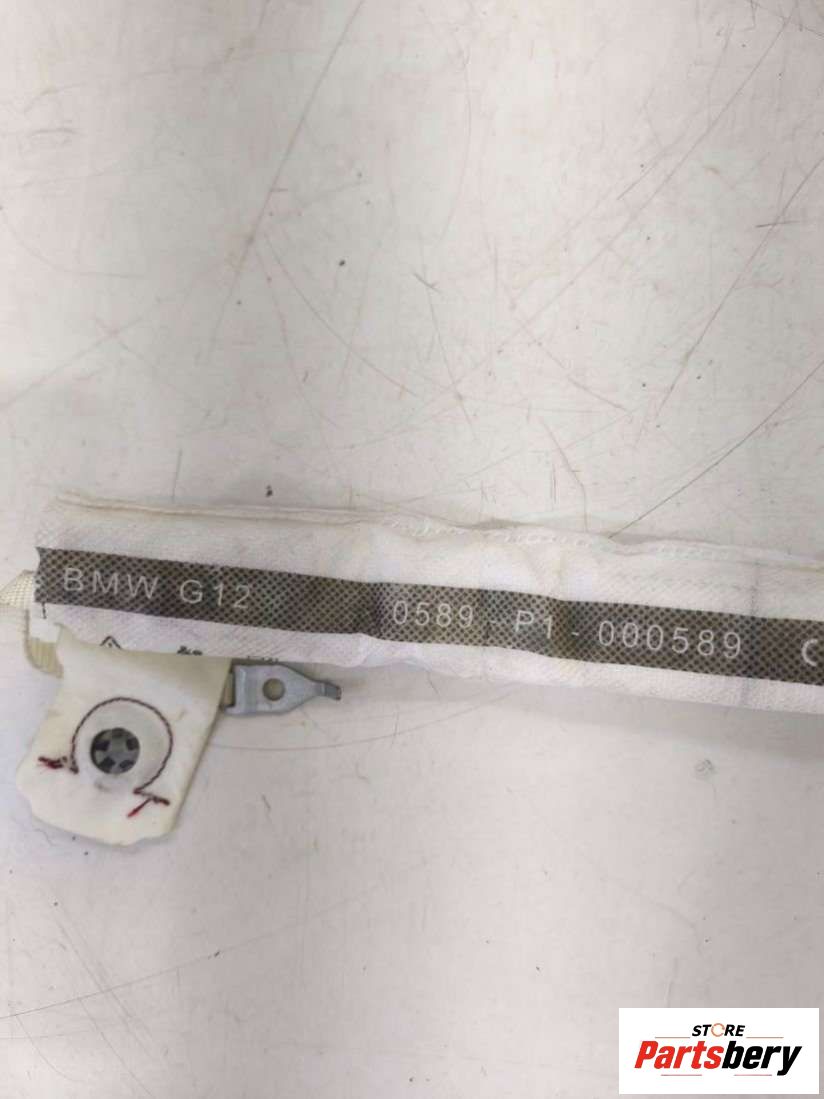 BMW G12 0589 - P1 - 000589
STORE
Partsbery